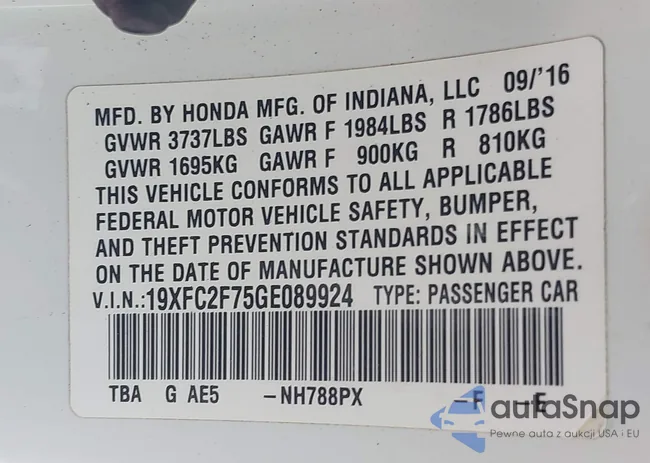 MFD. BY HONDA MFG. OF INDIANA, LLC 09/'16
GVWR 3737LBS GAWR F 1984LBS R 1786LBS
GVWR 1695KG GAWR F 900KG R 810KG
THIS VEHICLE CONFORMS TO ALL APPLICABLE
FEDERAL MOTOR VEHICLE SAFETY, BUMPER,
AND THEFT PREVENTION STANDARDS IN EFFECT
ON THE DATE OF MANUFACTURE SHOWN ABOVE.
V.I.N.:19XFC2F75GE089924 TYPE: PASSENGER CAR
TBA G AE5 -NH788PX -F -E
autaSnap
Pewne auta z aukcji USA i EU